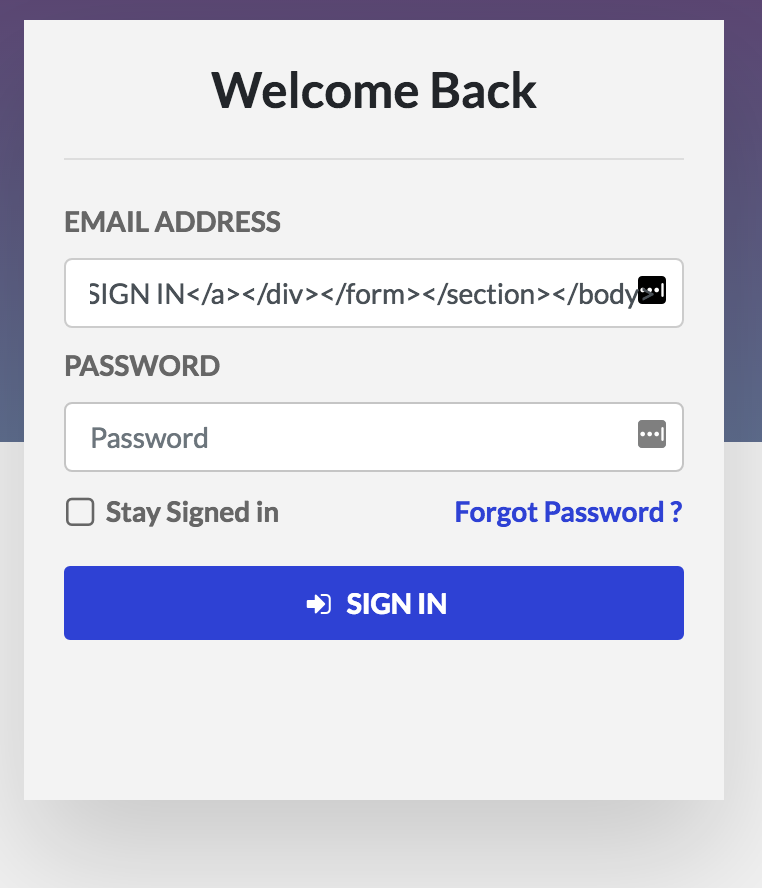 Welcome Back
EMAIL ADDRESS
SIGN IN</a></div></form></section></body>
PASSWORD
Password
Stay Signed in
Forgot Password ?
SIGN IN